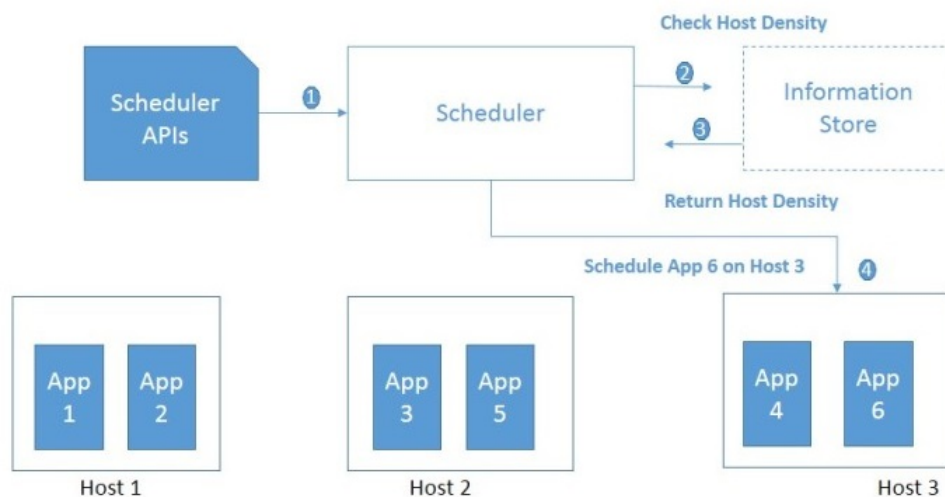 Check Host Density
Scheduler
APIs
1
Scheduler
2
3
Information
Store
Return Host Density
Schedule App 6 on Host 3
4
App
1
App
2
App
3
App
5
App
4
App
6
Host 1
Host 2
Host 3